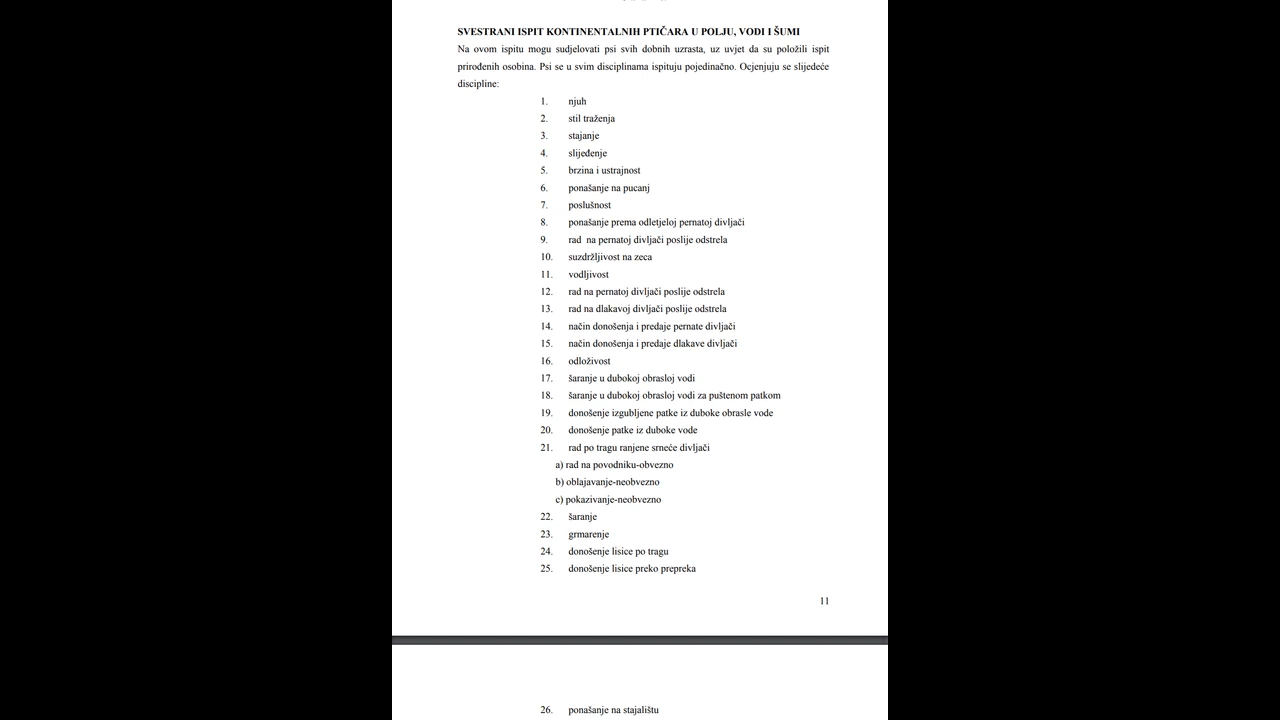 SVESTRANI ISPIT KONTINENTALNIH PTIČARA U POLJU, VODI I ŠUMI
Na ovom ispitu mogu sudjelovati psi svih dobnih uzrasta, uz uvjet da su položili ispit
prirođenih osobina. Psi se u svim disciplinama ispituju pojedinačno. Ocjenjuju se slijedeće
discipline:
1. njuh
2. stil traženja
3. stajanje
4. slijeđenje
5. brzina i ustrajnost
6. ponašanje na pucanj
7. poslušnost
8. ponašanje prema odletjeloj pernatoj divljači
9. rad na pernatoj divljači poslije odstrela
10. suzdržljivost na zeca
11. vodljivost
12. rad na pernatoj divljači poslije odstrela
13. rad na dlakavoj divljači poslije odstrela
14. način donošenja i predaje pernate divljači
15. način donošenja i predaje dlakave divljači
16. odloživost
17. šaranje u dubokoj obrasloj vodi
18. šaranje u dubokoj obrasloj vodi za puštenom patkom
19. donošenje izgubljene patke iz duboke obrasle vode
20. donošenje patke iz duboke vode
21. rad po tragu ranjene srneće divljači
a) rad na povodniku-obvezno
b) oblajavanje-neobvezno
c) pokazivanje-neobvezno
22. šaranje
23. grmarenje
24. donošenje lisice po tragu
25. donošenje lisice preko prepreka
11
26. ponašanje na stajalištu